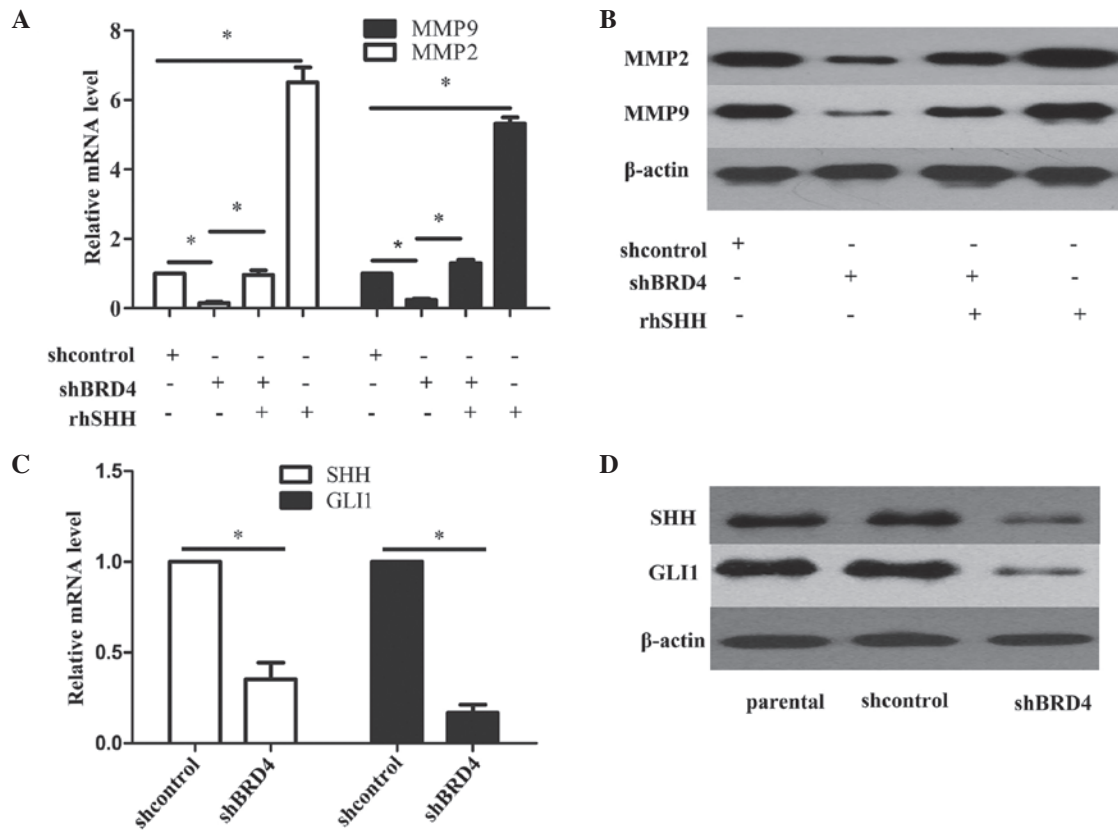 A
Relative mRNA level
8
6
4
2
0
MMP9
MMP2
*
*
*
*
*
*
shcontrol + - - - + - - -
shBRD4 - + + - - + + -
rhSHH - - + + - - + +
B
MMP2
MMP9
β-actin
shcontrol + - - -
shBRD4 - + + -
rhSHH - - + +
C
Relative mRNA level
1.5
1.0
0.5
0.0
SHH
GLI1
*
*
shcontrol
shBRD4
shcontrol
shBRD4
D
SHH
GLI1
β-actin
parental shcontrol shBRD4